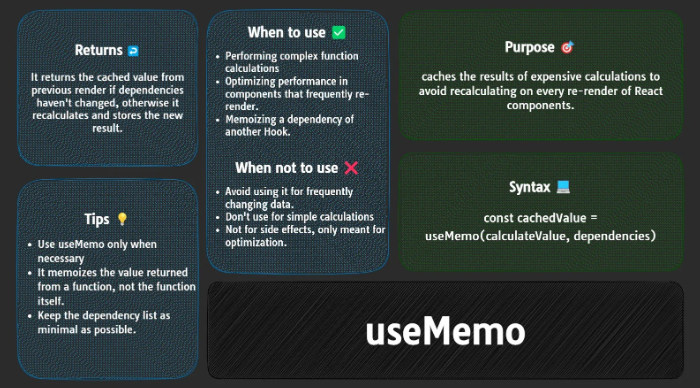 Returns
It returns the cached value from
previous render if dependencies
haven't changed, otherwise it
recalculates and stores the new
result.
Tips
• Use useMemo only when
necessary
• It memoizes the value returned
from a function, not the function
itself.
• Keep the dependency list as
minimal as possible.
When to use
• Performing complex function
calculations
• Optimizing performance in
components that frequently re-
render.
• Memoizing a dependency of
another Hook.
When not to use
• Avoid using it for frequently
changing data.
• Don't use for simple calculations
• Not for side effects, only meant for
optimization.
Purpose
caches the results of expensive calculations to
avoid recalculating on every re-render of React
components.
Syntax
const cachedValue =
useMemo(calculateValue, dependencies)
useMemo